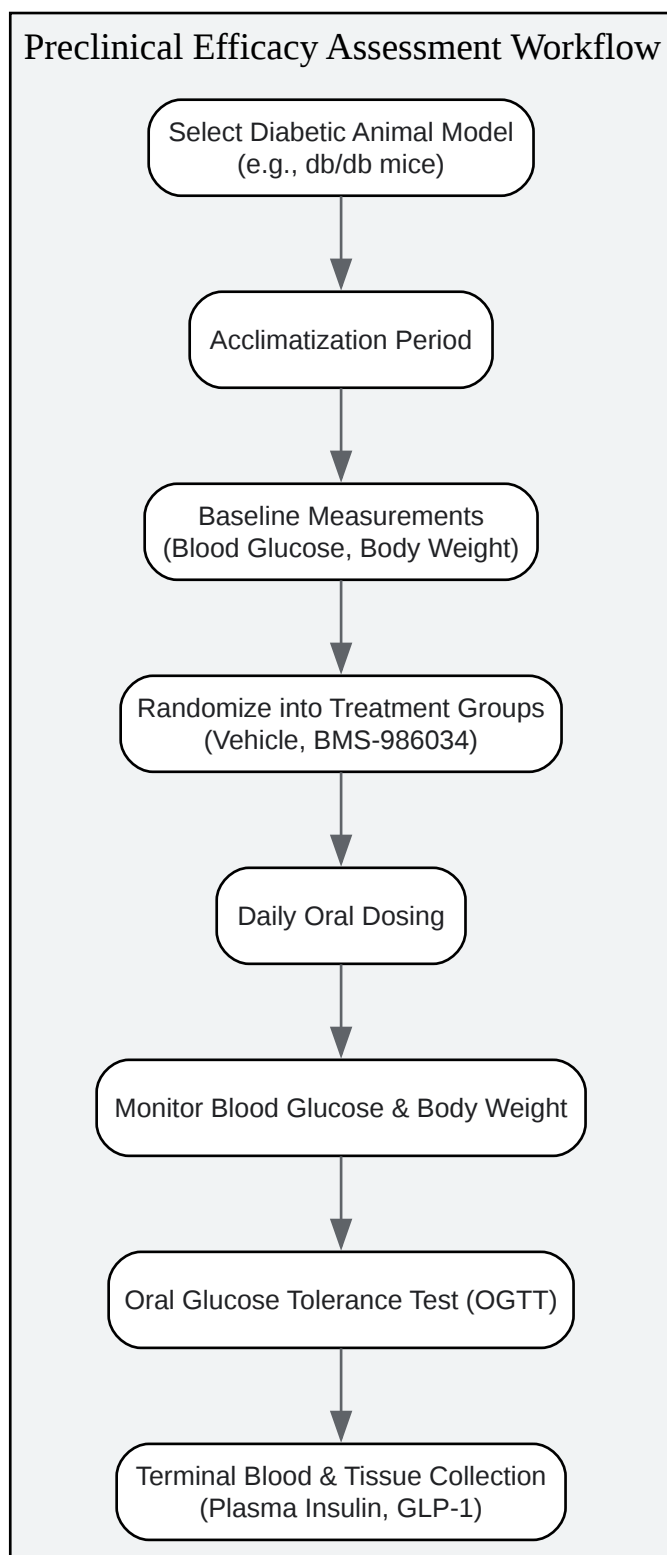 Preclinical Efficacy Assessment Workflow
Select Diabetic Animal Model
(e.g., db/db mice)
Acclimatization Period
Baseline Measurements
(Blood Glucose, Body Weight)
Randomize into Treatment Groups
(Vehicle, BMS-986034)
Daily Oral Dosing
Monitor Blood Glucose & Body Weight
Oral Glucose Tolerance Test (OGTT)
Terminal Blood & Tissue Collection
(Plasma Insulin, GLP-1)